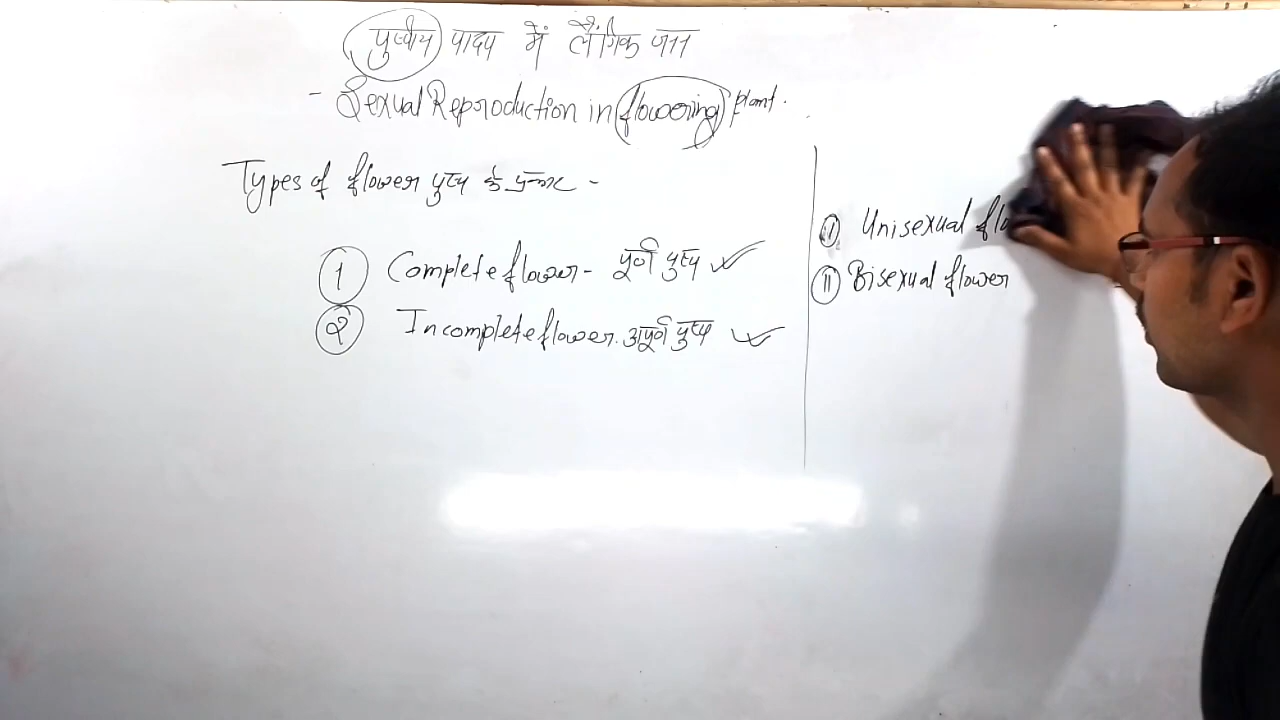 पुष्पीय पादप में लैंगिक जनन
- Sexual Reproduction in flowering plant.
Types of flower पुष्प के प्रकार -
1 Complete flower - पूर्ण पुष्प ✓
2 Incomplete flower. अपूर्ण पुष्प ✓
I Unisexual flo
II Bisexual flower